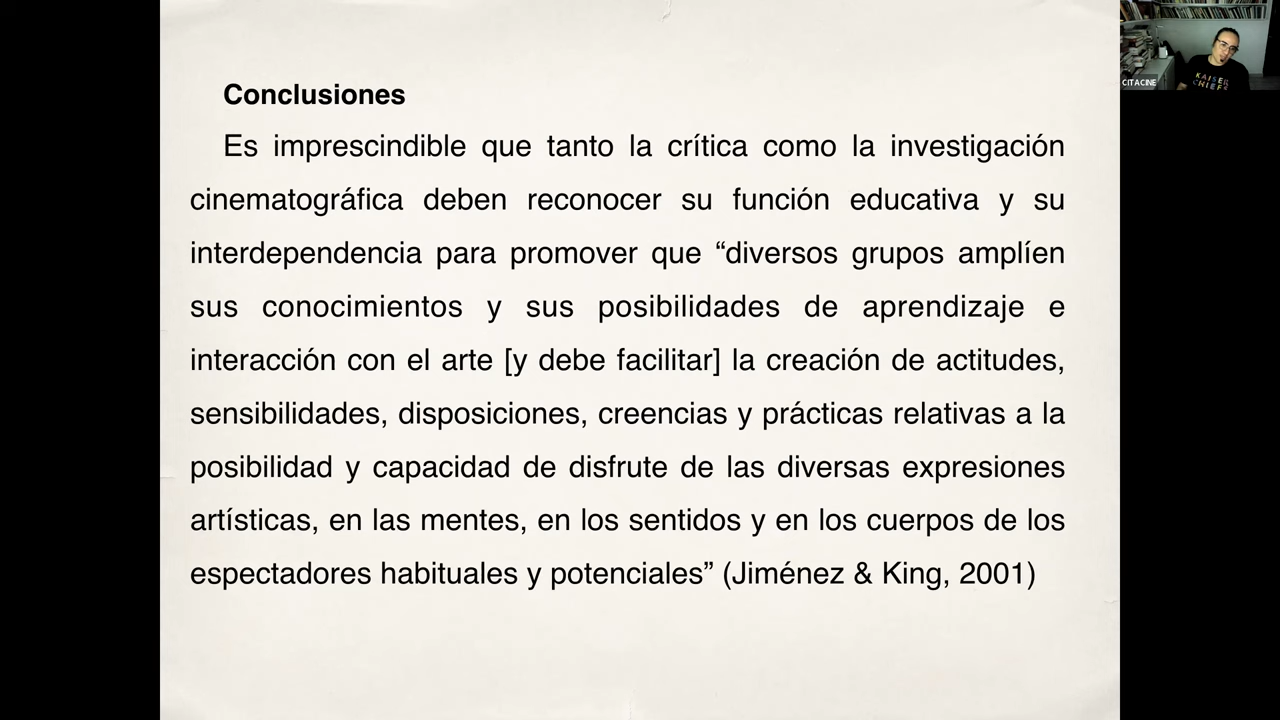 Conclusiones
Es imprescindible que tanto la crítica como la investigación
cinematográfica deben reconocer su función educativa y su
interdependencia para promover que “diversos grupos amplíen
sus conocimientos y sus posibilidades de aprendizaje e
interacción con el arte [y debe facilitar] la creación de actitudes,
sensibilidades, disposiciones, creencias y prácticas relativas a la
posibilidad y capacidad de disfrute de las diversas expresiones
artísticas, en las mentes, en los sentidos y en los cuerpos de los
espectadores habituales y potenciales” (Jiménez & King, 2001)
CITACINE
KAISER
CHIEFS